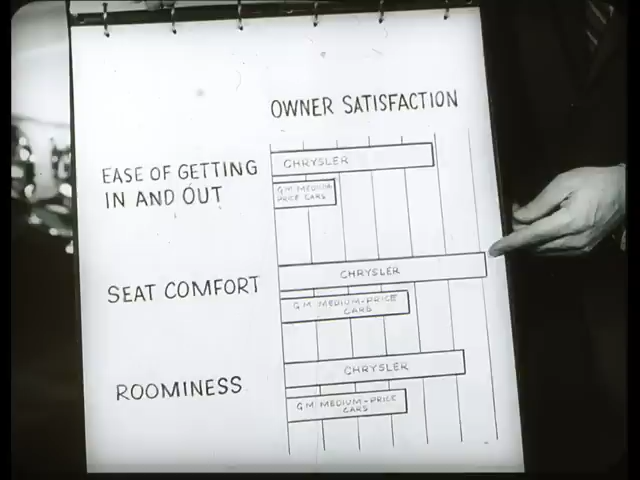 OWNER SATISFACTION
EASE OF GETTING
IN AND OUT
CHRYSLER
GM MEDIUM
PRICE CARS
SEAT COMFORT
CHRYSLER
GM MEDIUM-PRICE
CARS
ROOMINESS
CHRYSLER
GM MEDIUM-PRICE
CARS